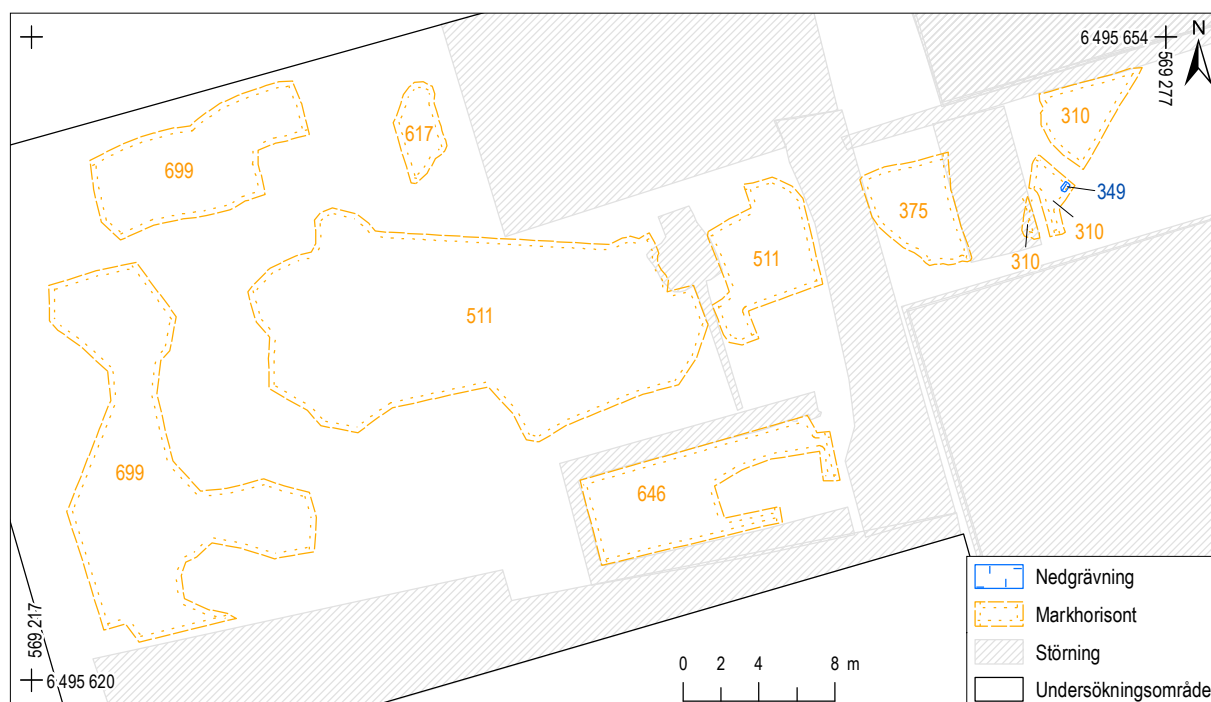 6 495 654
N
569 277
310
699
617
349
375
310
511
310
511
699
646
Nedgrävning
Markhorisont
Störning
Undersökningsområde
569 217
6 495 620
0 2 4 8 m